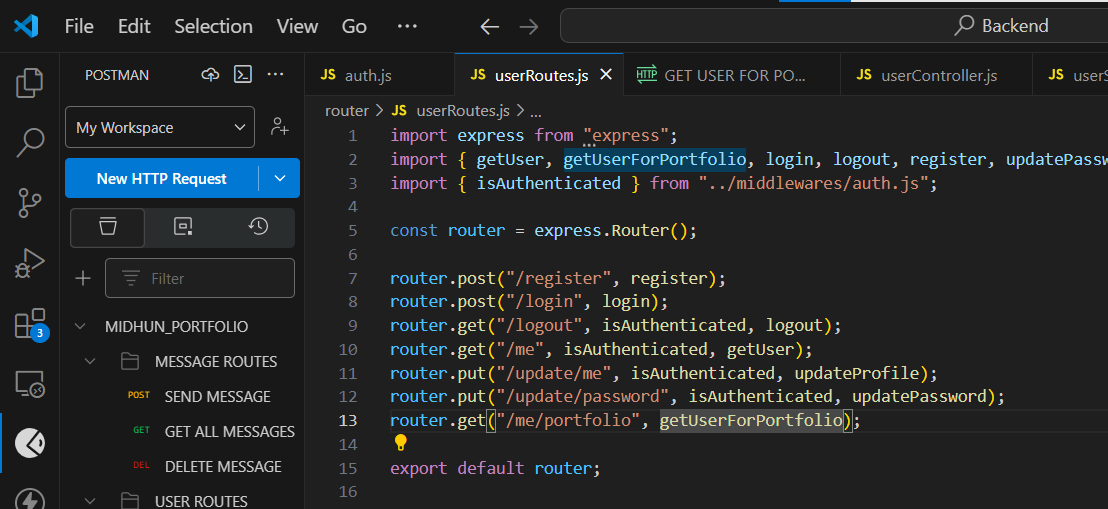 File Edit Selection View Go ··· Backend
POSTMAN ···
JS auth.js JS userRoutes.js HTTP GET USER FOR PO... JS userController.js JS userS
router > JS userRoutes.js > ...
My Workspace
New HTTP Request
Filter
MIDHUN_PORTFOLIO
MESSAGE ROUTES
POST SEND MESSAGE
GET GET ALL MESSAGES
DEL DELETE MESSAGE
USER ROUTES
3
1 import express from "express";
2 import { getUser, getUserForPortfolio, login, logout, register, updatePassw
3 import { isAuthenticated } from "../middlewares/auth.js";
4
5 const router = express.Router();
6
7 router.post("/register", register);
8 router.post("/login", login);
9 router.get("/logout", isAuthenticated, logout);
10 router.get("/me", isAuthenticated, getUser);
11 router.put("/update/me", isAuthenticated, updateProfile);
12 router.put("/update/password", isAuthenticated, updatePassword);
13 router.get("/me/portfolio", getUserForPortfolio);
14
15 export default router;
16